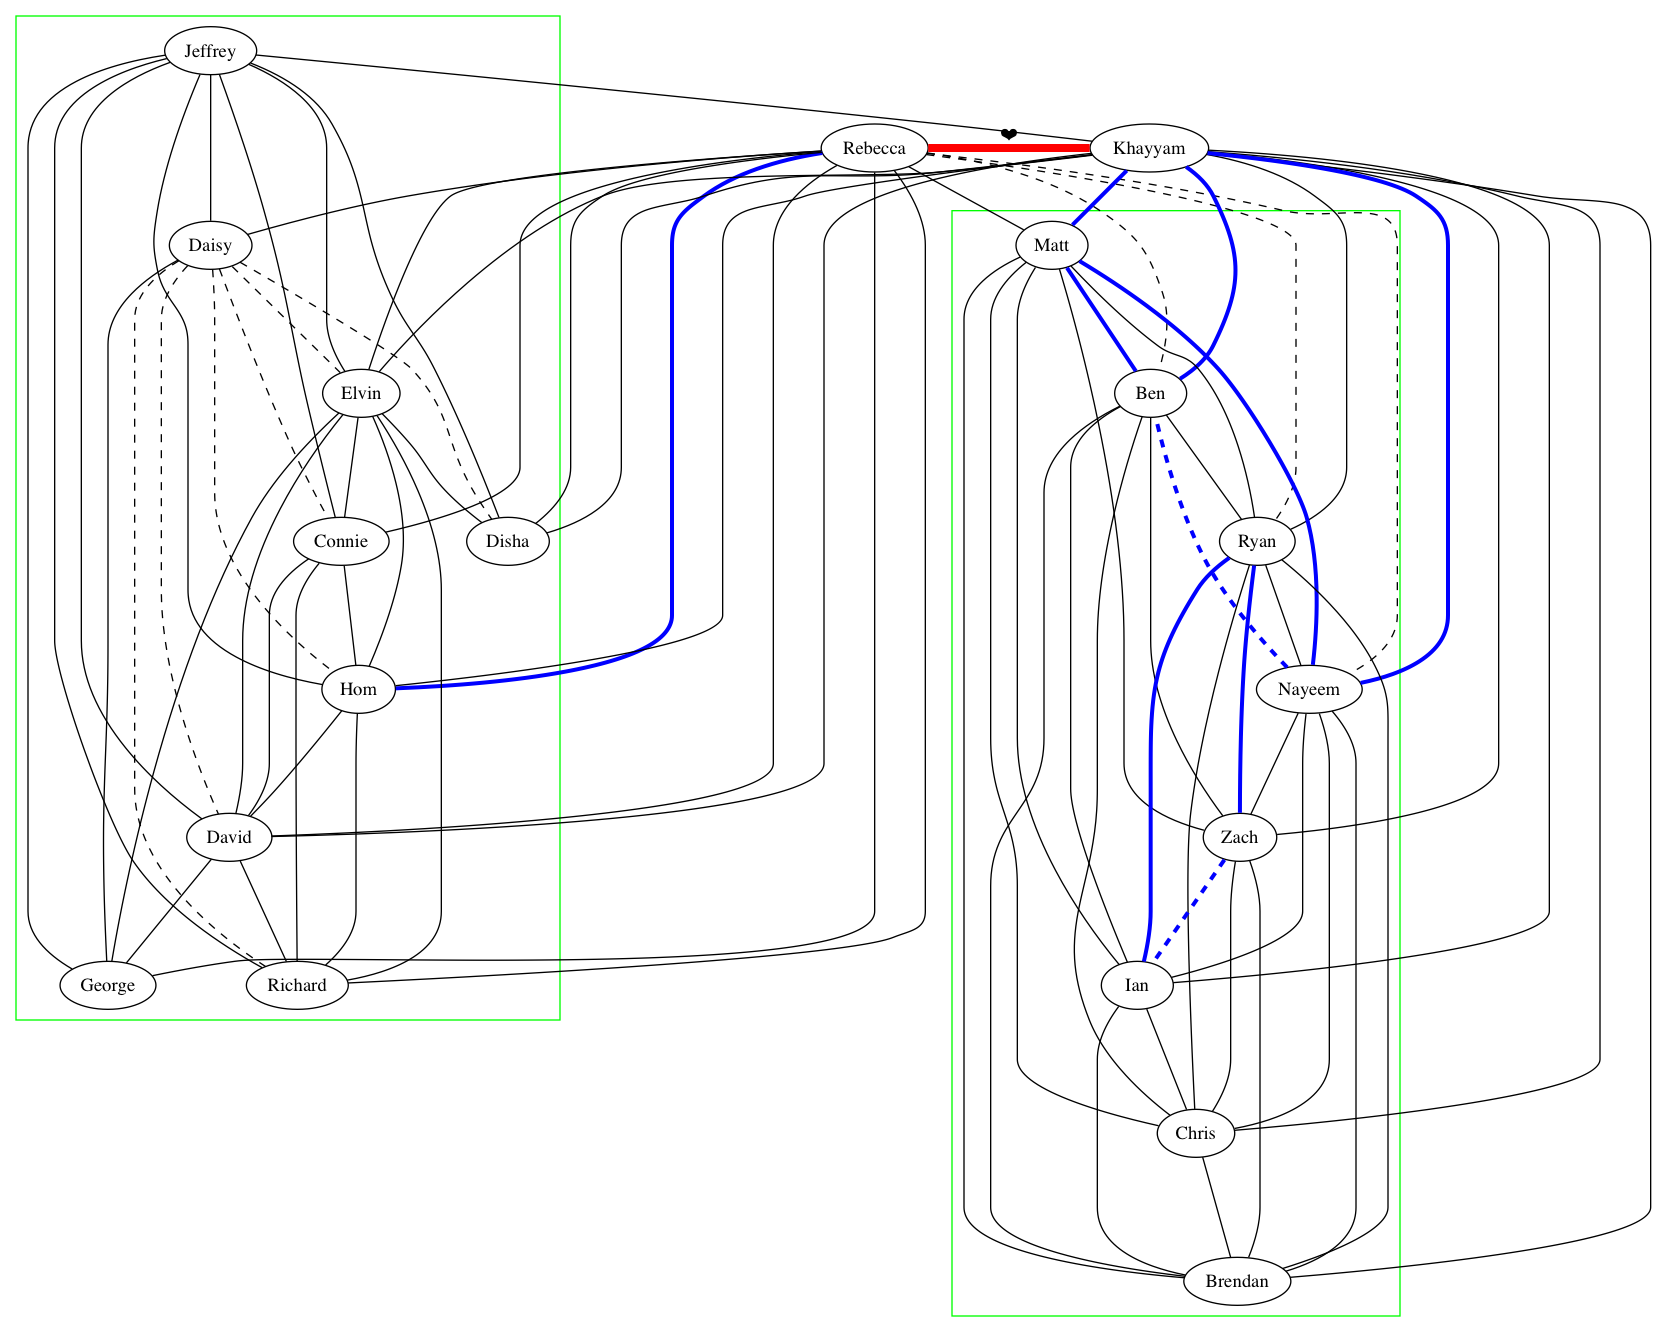 Jeffrey
❤
Rebecca
Khayyam
Daisy
Matt
Elvin
Ben
Connie
Disha
Ryan
Hom
Nayeem
David
Zach
George
Richard
Ian
Chris
Brendan